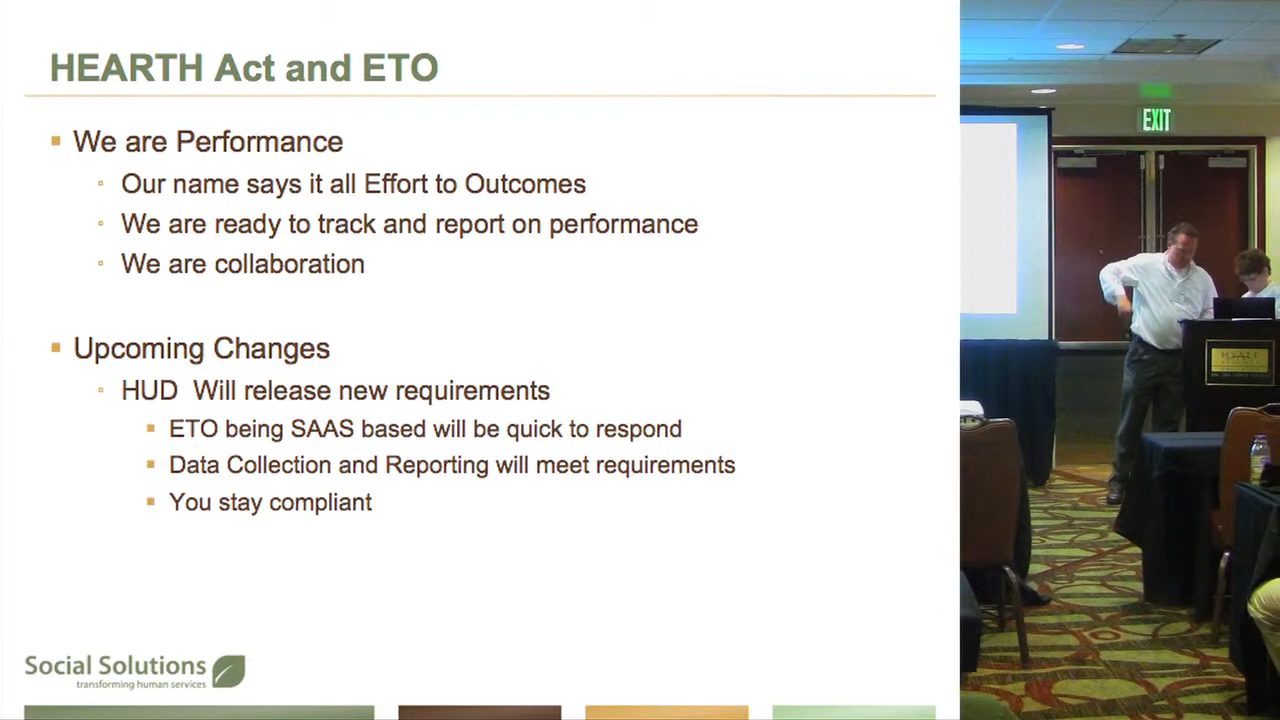 HEARTH Act and ETO
We are Performance
Our name says it all Effort to Outcomes
We are ready to track and report on performance
We are collaboration
Upcoming Changes
HUD Will release new requirements
ETO being SAAS based will be quick to respond
Data Collection and Reporting will meet requirements
You stay compliant
Social Solutions
transforming human services
EXIT
HYATT